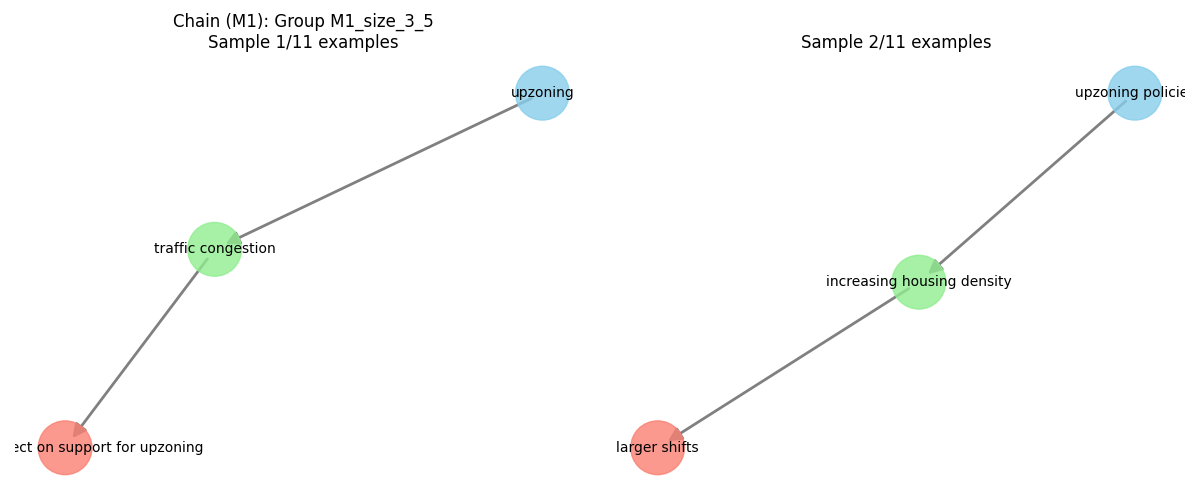 Chain (M1): Group M1_size_3_5
Sample 1/11 examples
upzoning
traffic congestion
ect on support for upzoning
Sample 2/11 examples
upzoning policie
increasing housing density
larger shifts